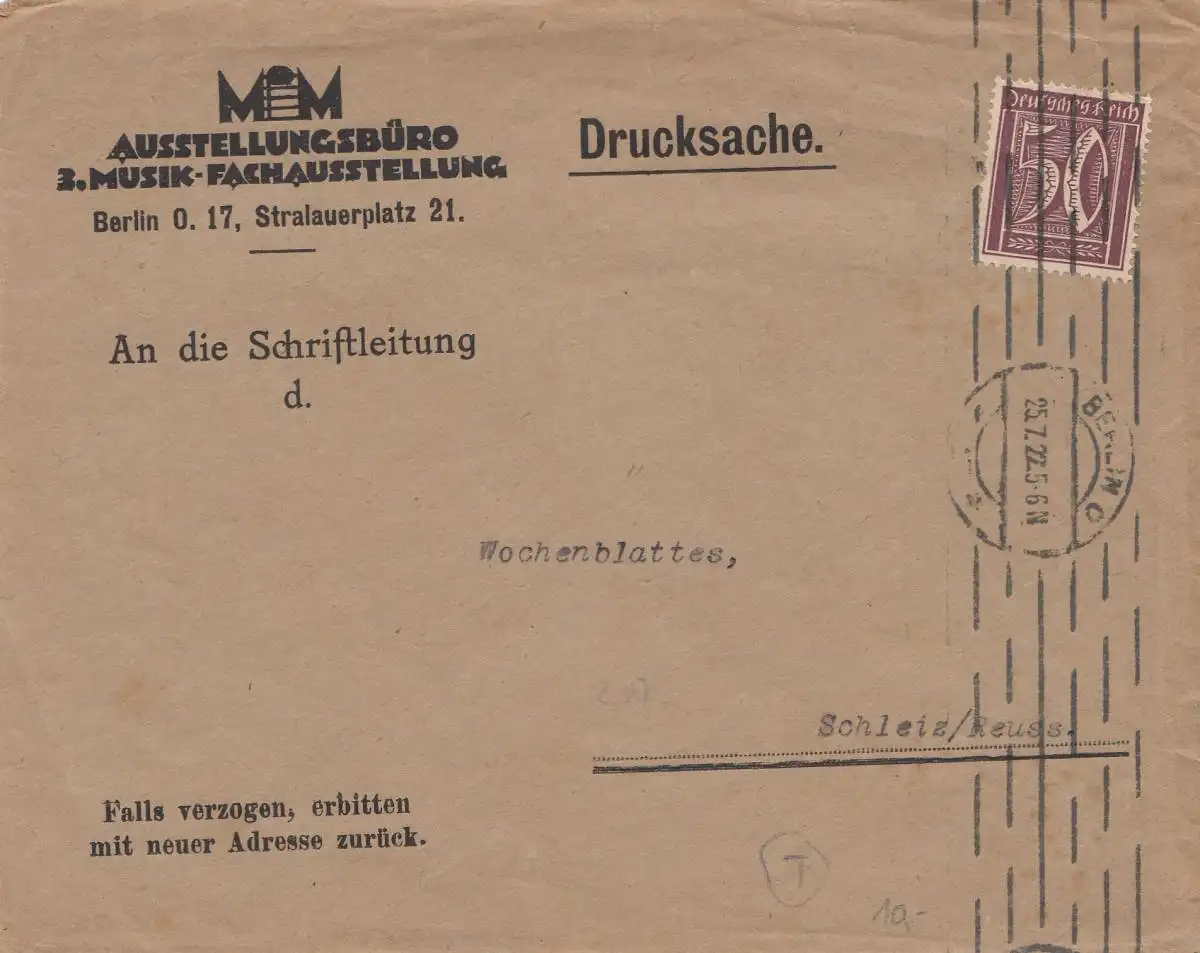 MM
AUSSTELLUNGSBÜRO
3. MUSIK-FACHAUSSTELLUNG
Berlin O. 17, Stralauerplatz 21.
Drucksache.
Deutsches Reich
50
An die Schriftleitung
d.
BERLIN C
2
25.7.22.5-6N
"
Wochenblattes,
Schleiz/Reuss.
Falls verzogen, erbitten
mit neuer Adresse zurück.
T
10,-